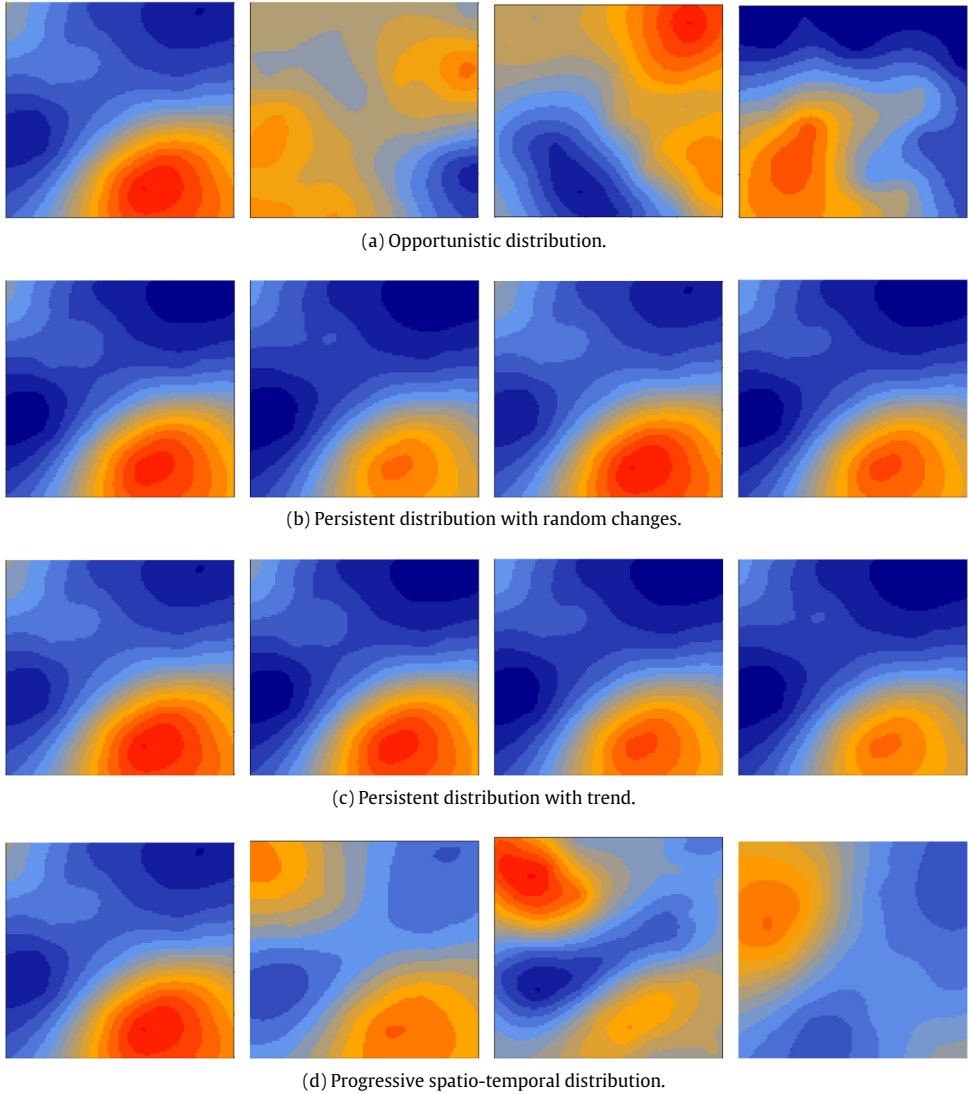 (a) Opportunistic distribution.
(b) Persistent distribution with random changes.
(c) Persistent distribution with trend.
(d) Progressive spatio-temporal distribution.